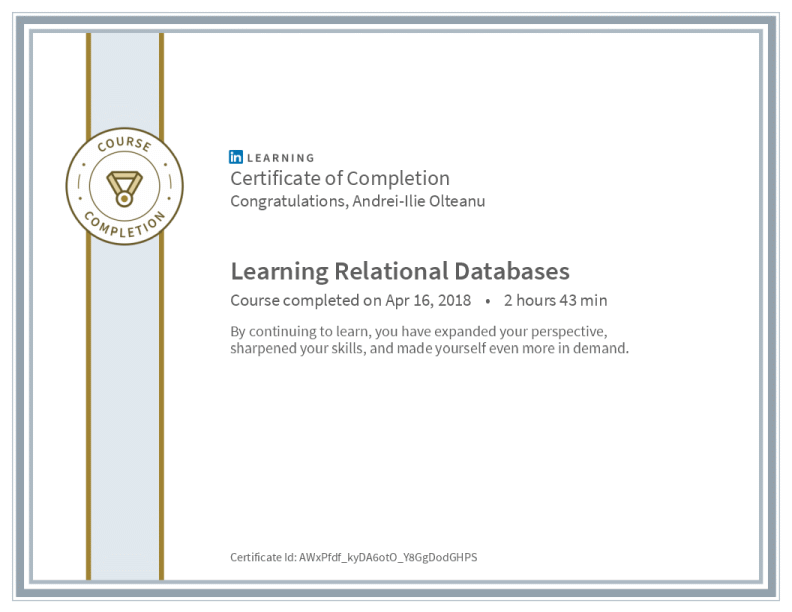 COURSE
COMPLETION
in LEARNING
Certificate of Completion
Congratulations, Andrei-Ilie Olteanu
Learning Relational Databases
Course completed on Apr 16, 2018 • 2 hours 43 min
By continuing to learn, you have expanded your perspective,
sharpened your skills, and made yourself even more in demand.
Certificate Id: AWxPfdf_kyDA6otO_Y8GgDodGHPS